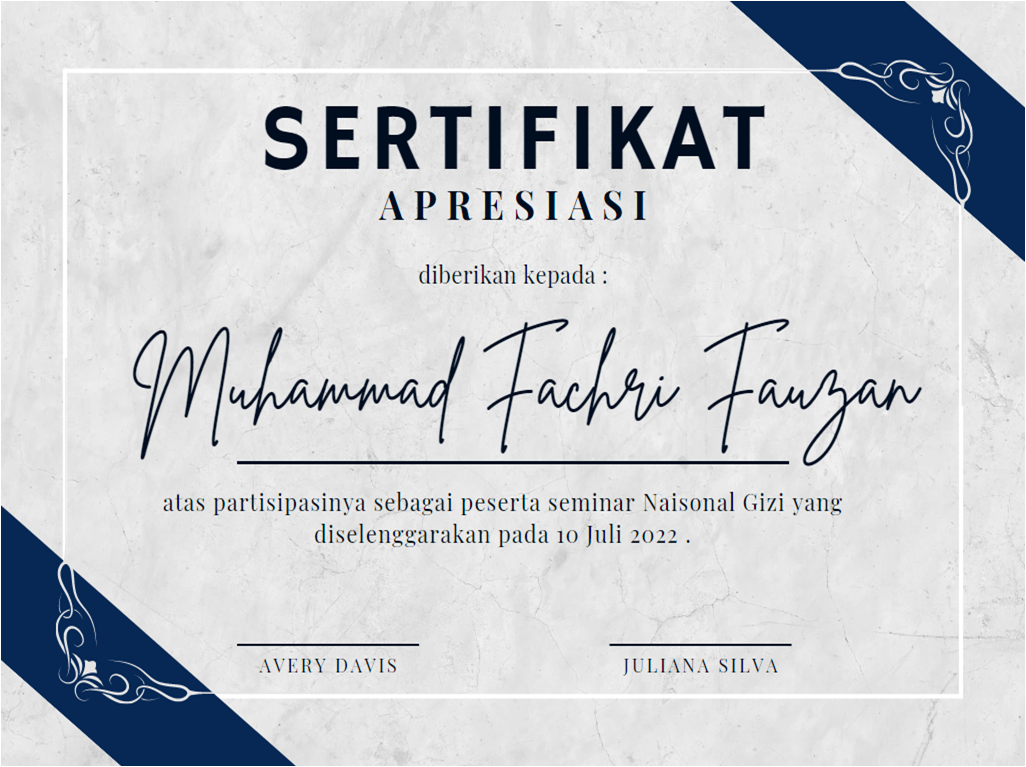 SERTIFIKAT
APRESIASI
diberikan kepada :
Muhammad Fachri Fauzan
atas partisipasinya sebagai peserta seminar Naisonal Gizi yang
diselenggarakan pada 10 Juli 2022 .
AVERY DAVIS
JULIANA SILVA